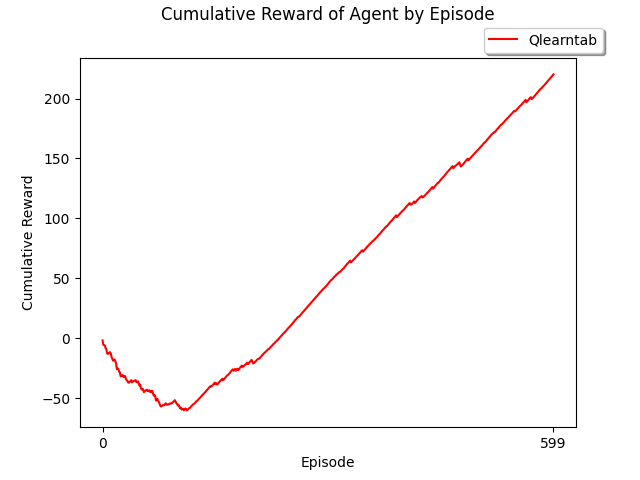 Cumulative Reward of Agent by Episode
Qlearntab
200
150
100
50
0
−50
Cumulative Reward
0
599
Episode